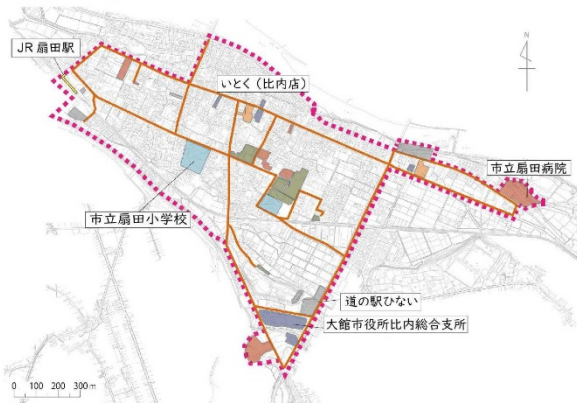 N
JR扇田駅
いとく(比内店)
市立扇田病院
市立扇田小学校
道の駅ひない
大館市役所比内総合支所
0 100 200 300m